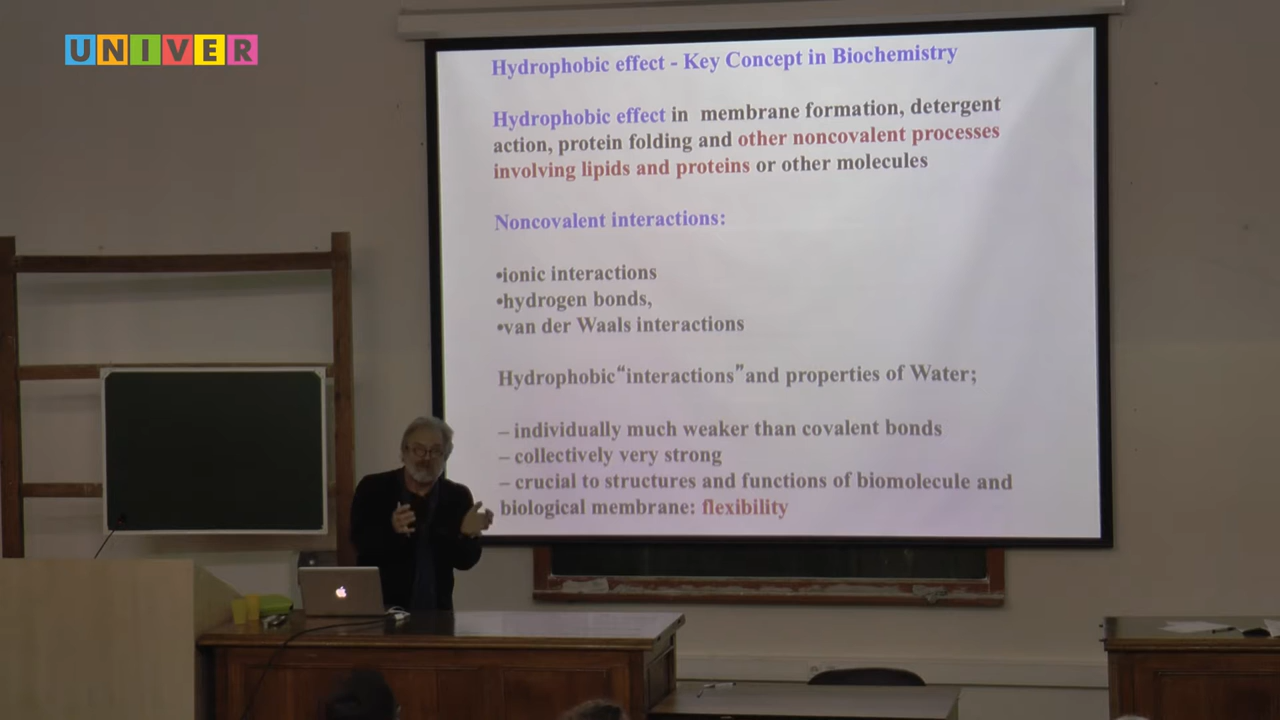 UNIVER
Hydrophobic effect - Key Concept in Biochemistry
Hydrophobic effect in membrane formation, detergent
action, protein folding and other noncovalent processes
involving lipids and proteins or other molecules
Noncovalent interactions:
•ionic interactions
•hydrogen bonds,
•van der Waals interactions
Hydrophobic“interactions”and properties of Water;
– individually much weaker than covalent bonds
– collectively very strong
– crucial to structures and functions of biomolecule and
biological membrane: flexibility